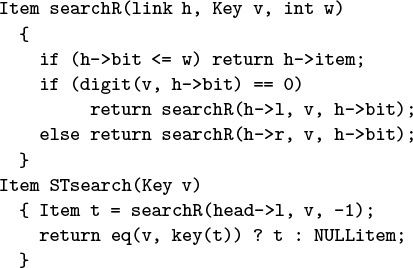 Item searchR(link h, Key v, int w)
  {
    if (h->bit <= w) return h->item;
    if (digit(v, h->bit) == 0)
         return searchR(h->l, v, h->bit);
    else return searchR(h->r, v, h->bit);
  }
Item STsearch(Key v)
  { Item t = searchR(head->l, v, -1);
    return eq(v, key(t)) ? t : NULLitem;
  }